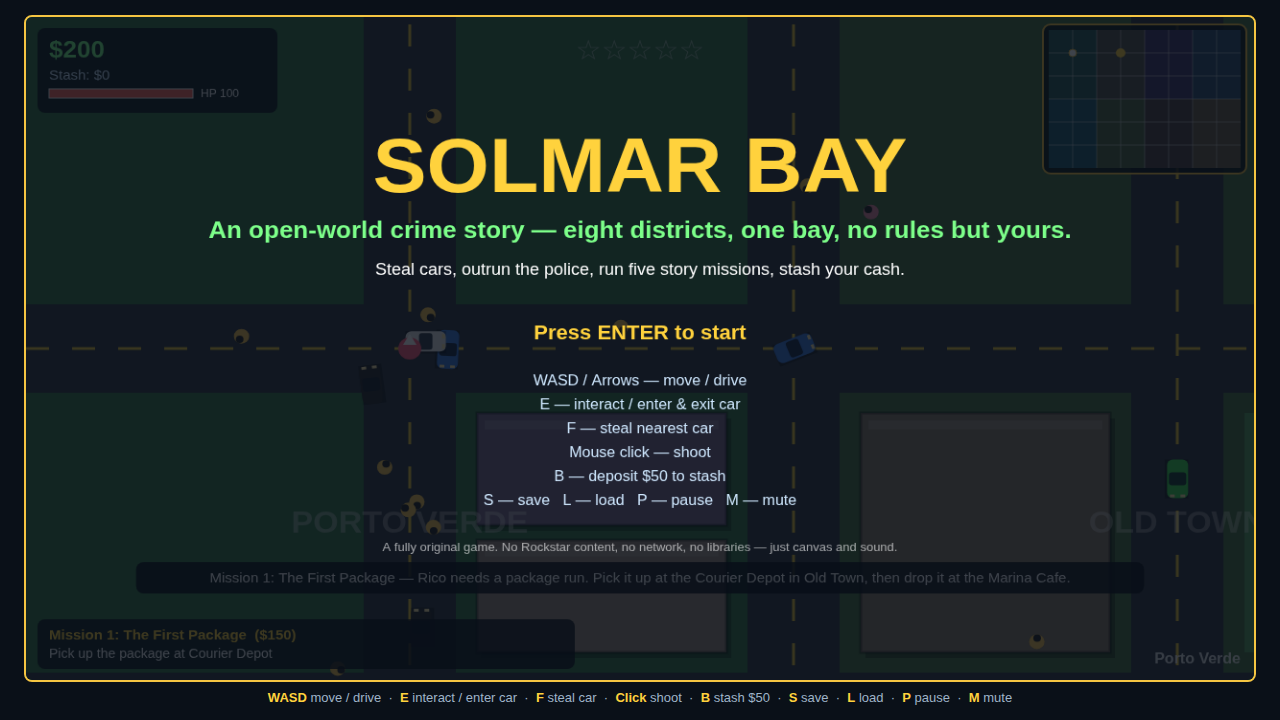 $200
Stash: $0
HP 100
☆☆☆☆☆
SOLMAR BAY
An open-world crime story — eight districts, one bay, no rules but yours.
Steal cars, outrun the police, run five story missions, stash your cash.
Press ENTER to start
WASD / Arrows — move / drive
E — interact / enter & exit car
F — steal nearest car
Mouse click — shoot
B — deposit $50 to stash
S — save   L — load   P — pause   M — mute
PORTO VERDE
OLD TOWN
A fully original game. No Rockstar content, no network, no libraries — just canvas and sound.
Mission 1: The First Package — Rico needs a package run. Pick it up at the Courier Depot in Old Town, then drop it at the Marina Cafe.
Mission 1: The First Package  ($150)
Pick up the package at Courier Depot
Porto Verde
WASD move / drive · E interact / enter car · F steal car · Click shoot · B stash $50 · S save · L load · P pause · M mute